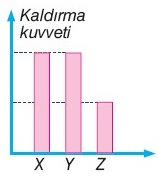 Kaldırma
kuvveti
X Y Z